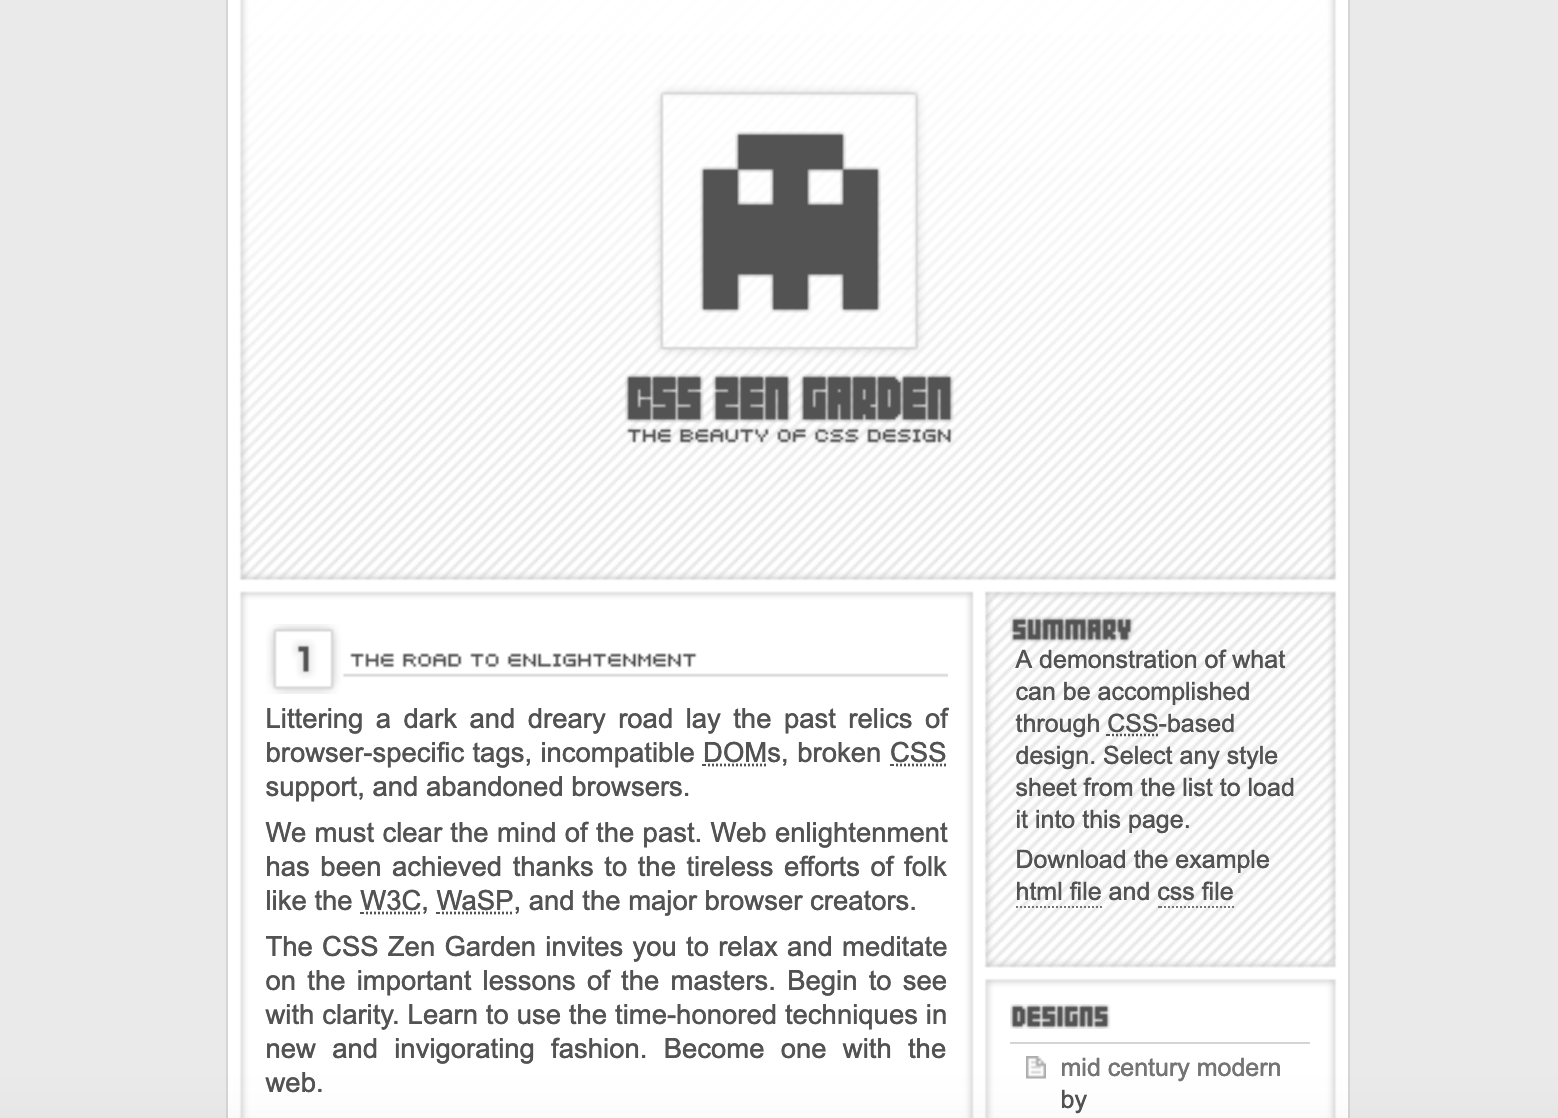 CSS ZEN GARDEN
THE BEAUTY OF CSS DESIGN
1
THE ROAD TO ENLIGHTENMENT
Littering a dark and dreary road lay the past relics of
browser-specific tags, incompatible DOMs, broken CSS
support, and abandoned browsers.
We must clear the mind of the past. Web enlightenment
has been achieved thanks to the tireless efforts of folk
like the W3C, WaSP, and the major browser creators.
The CSS Zen Garden invites you to relax and meditate
on the important lessons of the masters. Begin to see
with clarity. Learn to use the time-honored techniques in
new and invigorating fashion. Become one with the
web.
SUMMARY
A demonstration of what
can be accomplished
through CSS-based
design. Select any style
sheet from the list to load
it into this page.
Download the example
html file and css file
DESIGNS
mid century modern
by